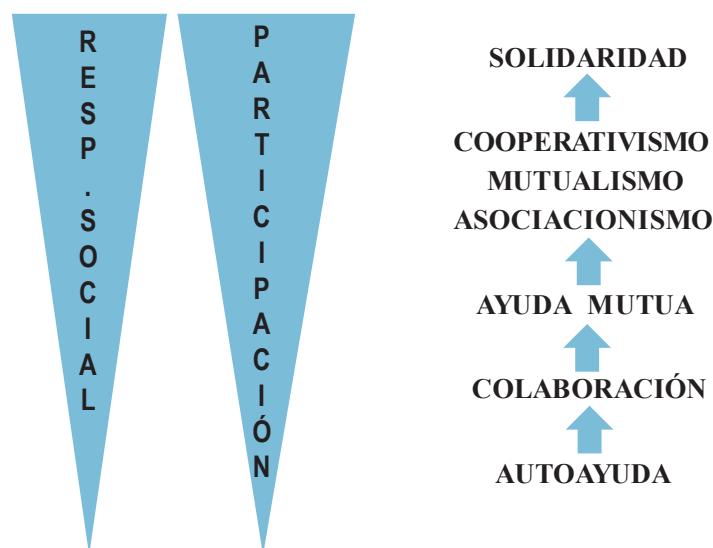 RESP.SOCIAL
PARTICIPACIÓN
SOLIDARIDAD
COOPERATIVISMO
MUTUALISMO
ASOCIACIONISMO
AYUDA MUTUA
COLABORACIÓN
AUTOAYUDA